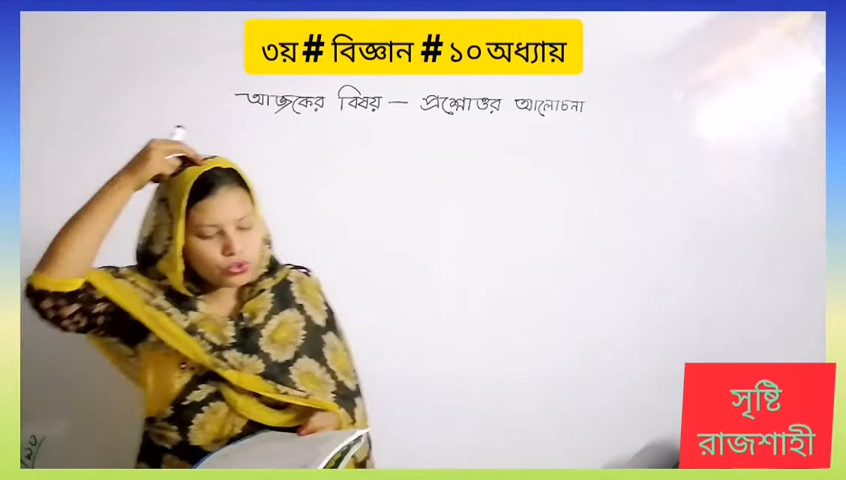 ৩য় # বিজ্ঞান # ১০ অধ্যায়
আজকের বিষয় – প্রশ্নোত্তর আলোচনা
সৃষ্টি
রাজশাহী